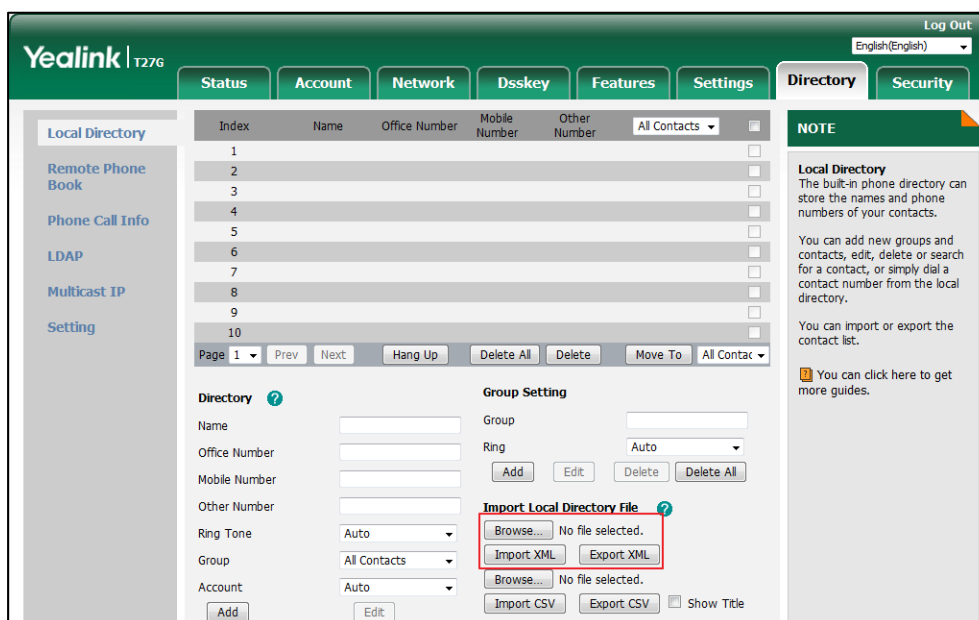 Log Out
Yealink T27G
English(English)
Status Account Network Dsskey Features Settings Directory Security
Local Directory
Remote Phone
Book
Phone Call Info
LDAP
Multicast IP
Setting
Index Name Office Number Mobile Number Other Number All Contacts
1
2
3
4
5
6
7
8
9
10
Page 1 Prev Next Hang Up Delete All Delete Move To All Contac
Directory ?
Name
Office Number
Mobile Number
Other Number
Ring Tone Auto
Group All Contacts
Account Auto
Add Edit
Group Setting
Group
Ring Auto
Add Edit Delete Delete All
Import Local Directory File ?
Browse... No file selected.
Import XML Export XML
Browse... No file selected.
Import CSV Export CSV Show Title
NOTE
Local Directory
The built-in phone directory can
store the names and phone
numbers of your contacts.
You can add new groups and
contacts, edit, delete or search
for a contact, or simply dial a
contact number from the local
directory.
You can import or export the
contact list.
? You can click here to get
more guides.